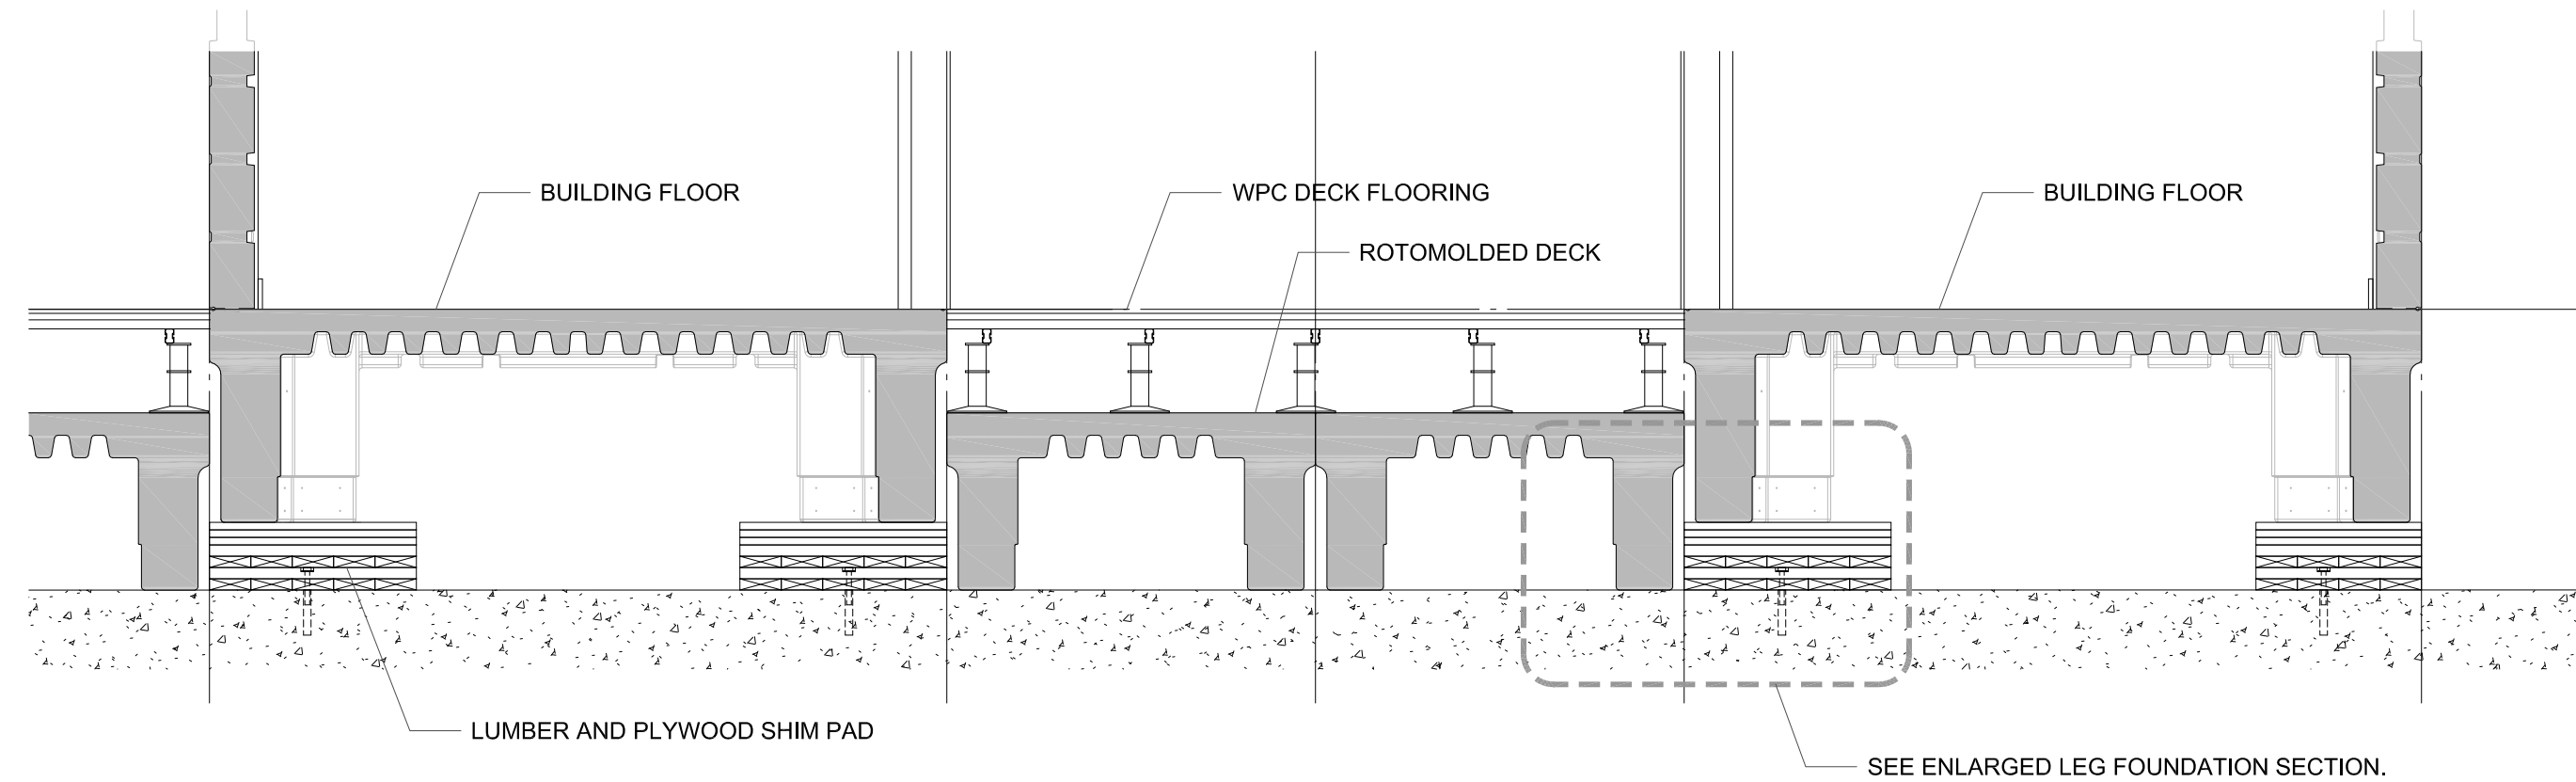 BUILDING FLOOR
WPC DECK FLOORING
BUILDING FLOOR
ROTOMOLDED DECK
LUMBER AND PLYWOOD SHIM PAD
SEE ENLARGED LEG FOUNDATION SECTION.